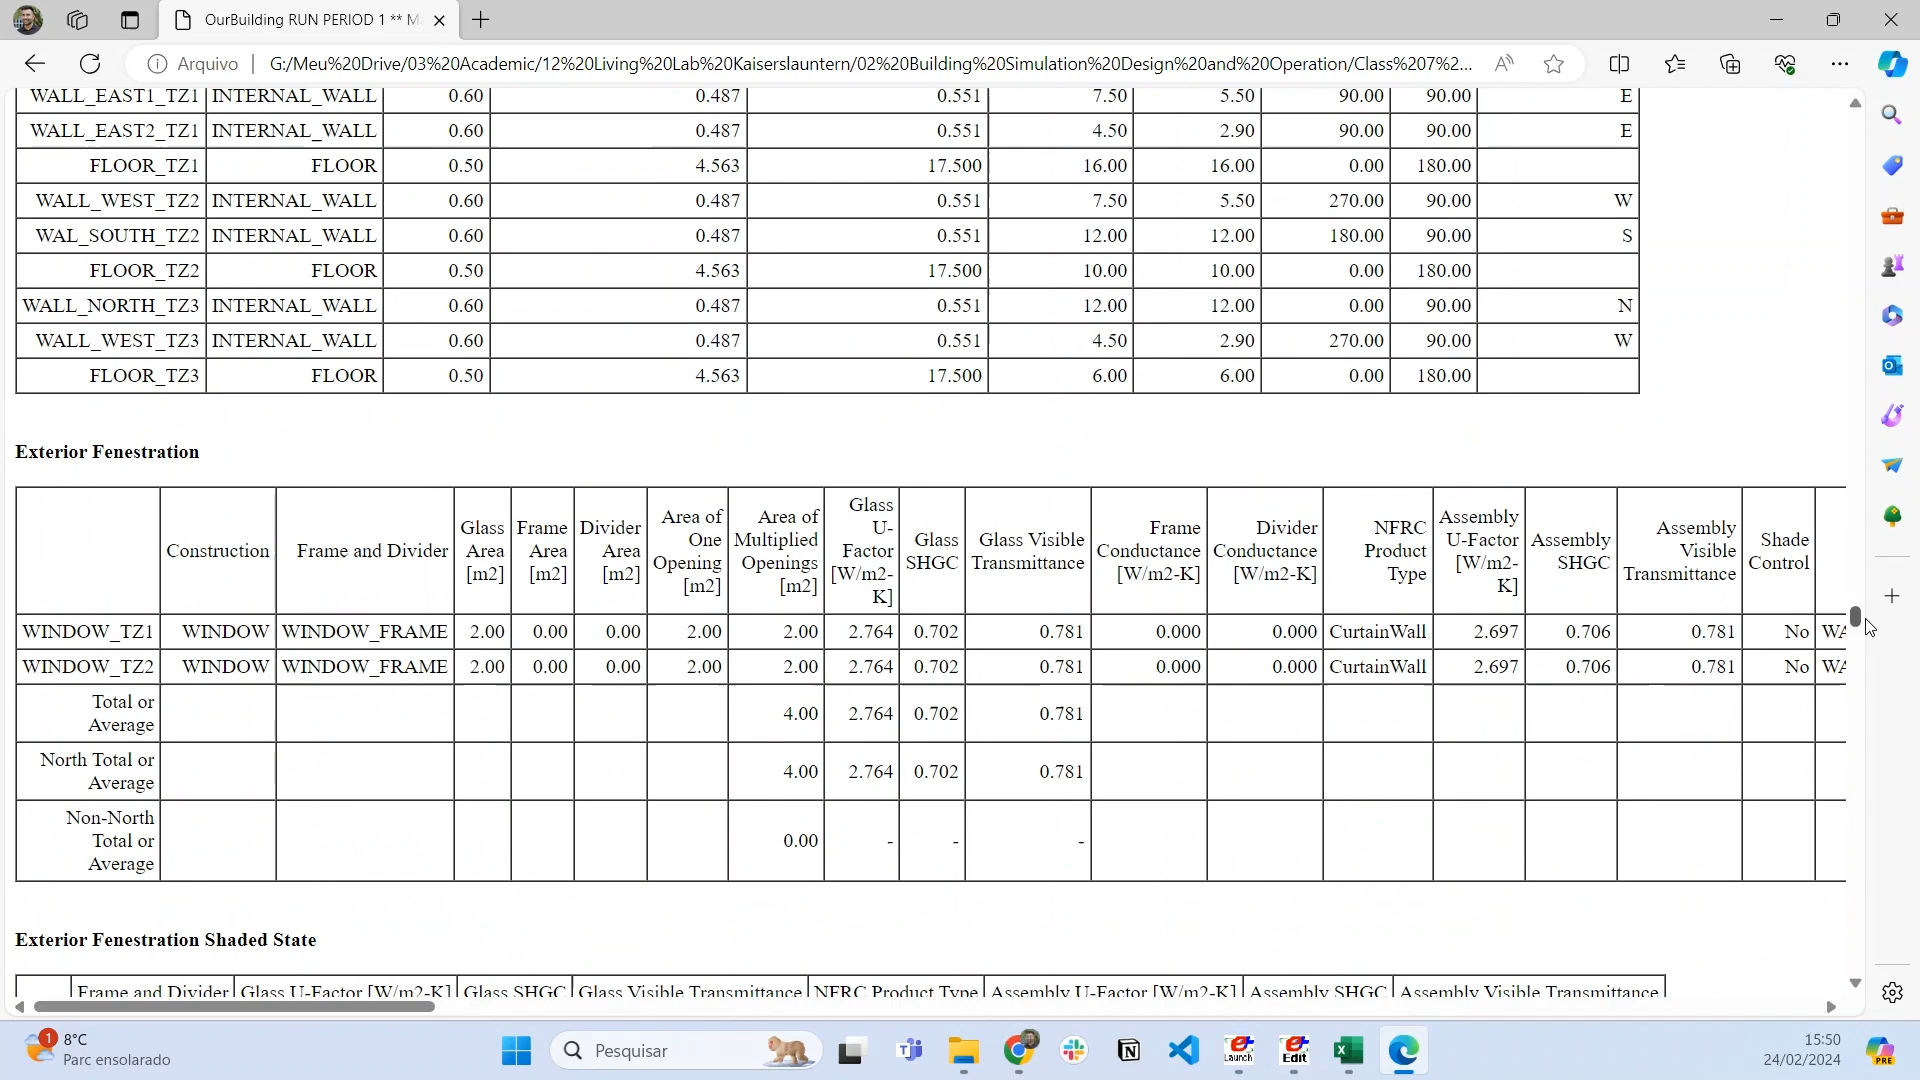 OurBuilding RUN PERIOD 1 ** M
Arquivo
G:/Meu%20Drive/03%20Academic/12%20Living%20Lab%20Kaiserslauntern/02%20Building%20Simulation%20Design%20and%20Operation/Class%207%2...
WALL_EAST1_TZ1 INTERNAL_WALL 0.60 0.487 0.551 7.50 5.50 90.00 90.00 E
WALL_EAST2_TZ1 INTERNAL_WALL 0.60 0.487 0.551 4.50 2.90 90.00 90.00 E
FLOOR_TZ1 FLOOR 0.50 4.563 17.500 16.00 16.00 0.00 180.00
WALL_WEST_TZ2 INTERNAL_WALL 0.60 0.487 0.551 7.50 5.50 270.00 90.00 W
WAL_SOUTH_TZ2 INTERNAL_WALL 0.60 0.487 0.551 12.00 12.00 180.00 90.00 S
FLOOR_TZ2 FLOOR 0.50 4.563 17.500 10.00 10.00 0.00 180.00
WALL_NORTH_TZ3 INTERNAL_WALL 0.60 0.487 0.551 12.00 12.00 0.00 90.00 N
WALL_WEST_TZ3 INTERNAL_WALL 0.60 0.487 0.551 4.50 2.90 270.00 90.00 W
FLOOR_TZ3 FLOOR 0.50 4.563 17.500 6.00 6.00 0.00 180.00
Exterior Fenestration
Construction
Frame and Divider
Glass
Area
[m2]
Frame
Area
[m2]
Divider
Area
[m2]
Area of
One
Opening
[m2]
Area of
Multiplied
Openings
[m2]
Glass
U-
Factor
[W/m2-
K]
Glass
SHGC
Glass Visible
Transmittance
Frame
Conductance
[W/m2-K]
Divider
Conductance
[W/m2-K]
NFRC
Product
Type
Assembly
U-Factor
[W/m2-
K]
Assembly
SHGC
Assembly
Visible
Transmittance
Shade
Control
WINDOW_TZ1 WINDOW WINDOW_FRAME 2.00 0.00 0.00 2.00 2.00 2.764 0.702 0.781 0.000 0.000 CurtainWall 2.697 0.706 0.781 No WA
WINDOW_TZ2 WINDOW WINDOW_FRAME 2.00 0.00 0.00 2.00 2.00 2.764 0.702 0.781 0.000 0.000 CurtainWall 2.697 0.706 0.781 No WA
Total or
Average
4.00 2.764 0.702 0.781
North Total or
Average
4.00 2.764 0.702 0.781
Non-North
Total or
Average
0.00 - - -
Exterior Fenestration Shaded State
Frame and Divider Glass U-Factor [W/m2-K] Glass SHGC Glass Visible Transmittance NFRC Product Type Assembly U-Factor [W/m2-K] Assembly SHGC Assembly Visible Transmittance
1
8°C
Parc ensolarado
Pesquisar
Launch
Edit
15:50
24/02/2024
PRE